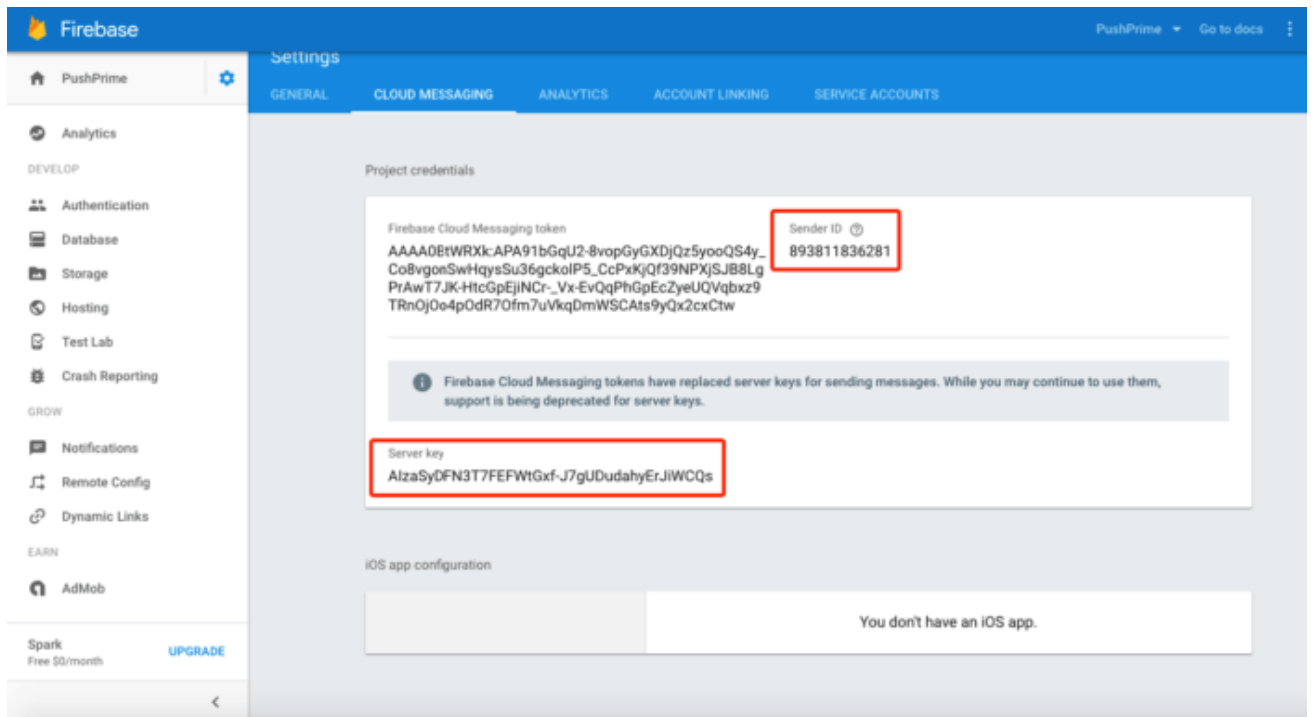 Firebase
PushPrime
Go to docs
PushPrime
Settings
GENERAL
CLOUD MESSAGING
ANALYTICS
ACCOUNT LINKING
SERVICE ACCOUNTS
Analytics
DEVELOP
Authentication
Database
Storage
Hosting
Test Lab
Crash Reporting
GROW
Notifications
Remote Config
Dynamic Links
EARN
AdMob
Spark
Free $0/month
UPGRADE
Project credentials
Firebase Cloud Messaging token
AAAA0EtWRXk:APA91bGqU2-8vopGyGXDjQz5yooQS4y_
Co8vgonSwHqysSu36gckolP5_CcPxKjQf39NPXjSJB8Lg
PrAwT7JK-HtcGpEjiNCr-_Vx-EvQqPhGpEcZyeUQVqbxz9
TRnOjOo4pOdR7Ofm7uVkqDmWSCAts9yQx2cxCtw
Sender ID
893811836281
Firebase Cloud Messaging tokens have replaced server keys for sending messages. While you may continue to use them,
support is being deprecated for server keys.
Server key
AIzaSyDFN3T7FEFWtGxf-J7gUDudahyErJiWCQs
iOS app configuration
You don't have an iOS app.